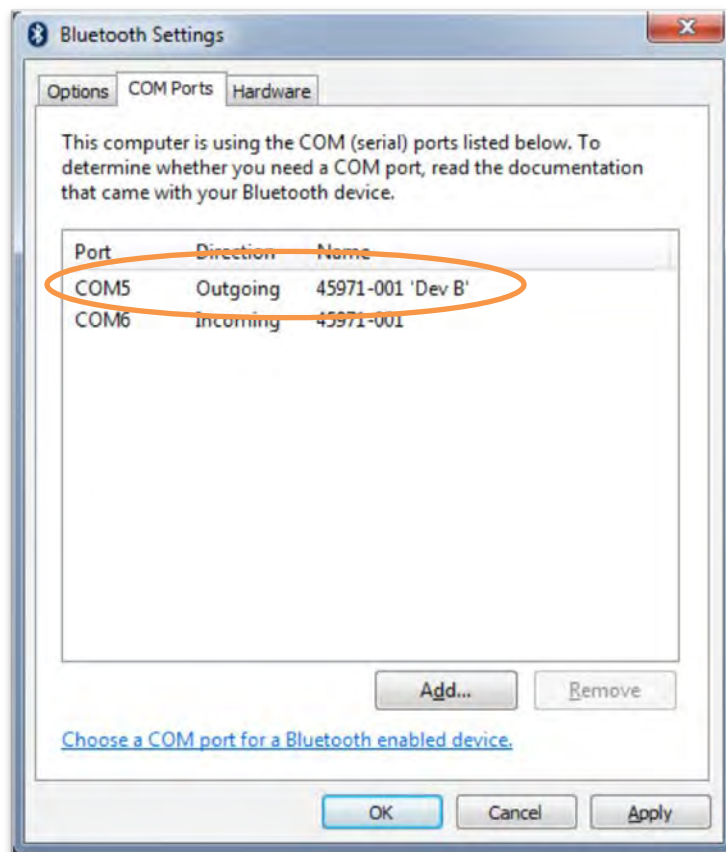 Bluetooth Settings
Options COM Ports Hardware
This computer is using the COM (serial) ports listed below. To
determine whether you need a COM port, read the documentation
that came with your Bluetooth device.
Port Direction Name
COM5 Outgoing 45971-001 'Dev B'
COM6 Incoming 45971-001
Add... Remove
Choose a COM port for a Bluetooth enabled device.
OK Cancel Apply